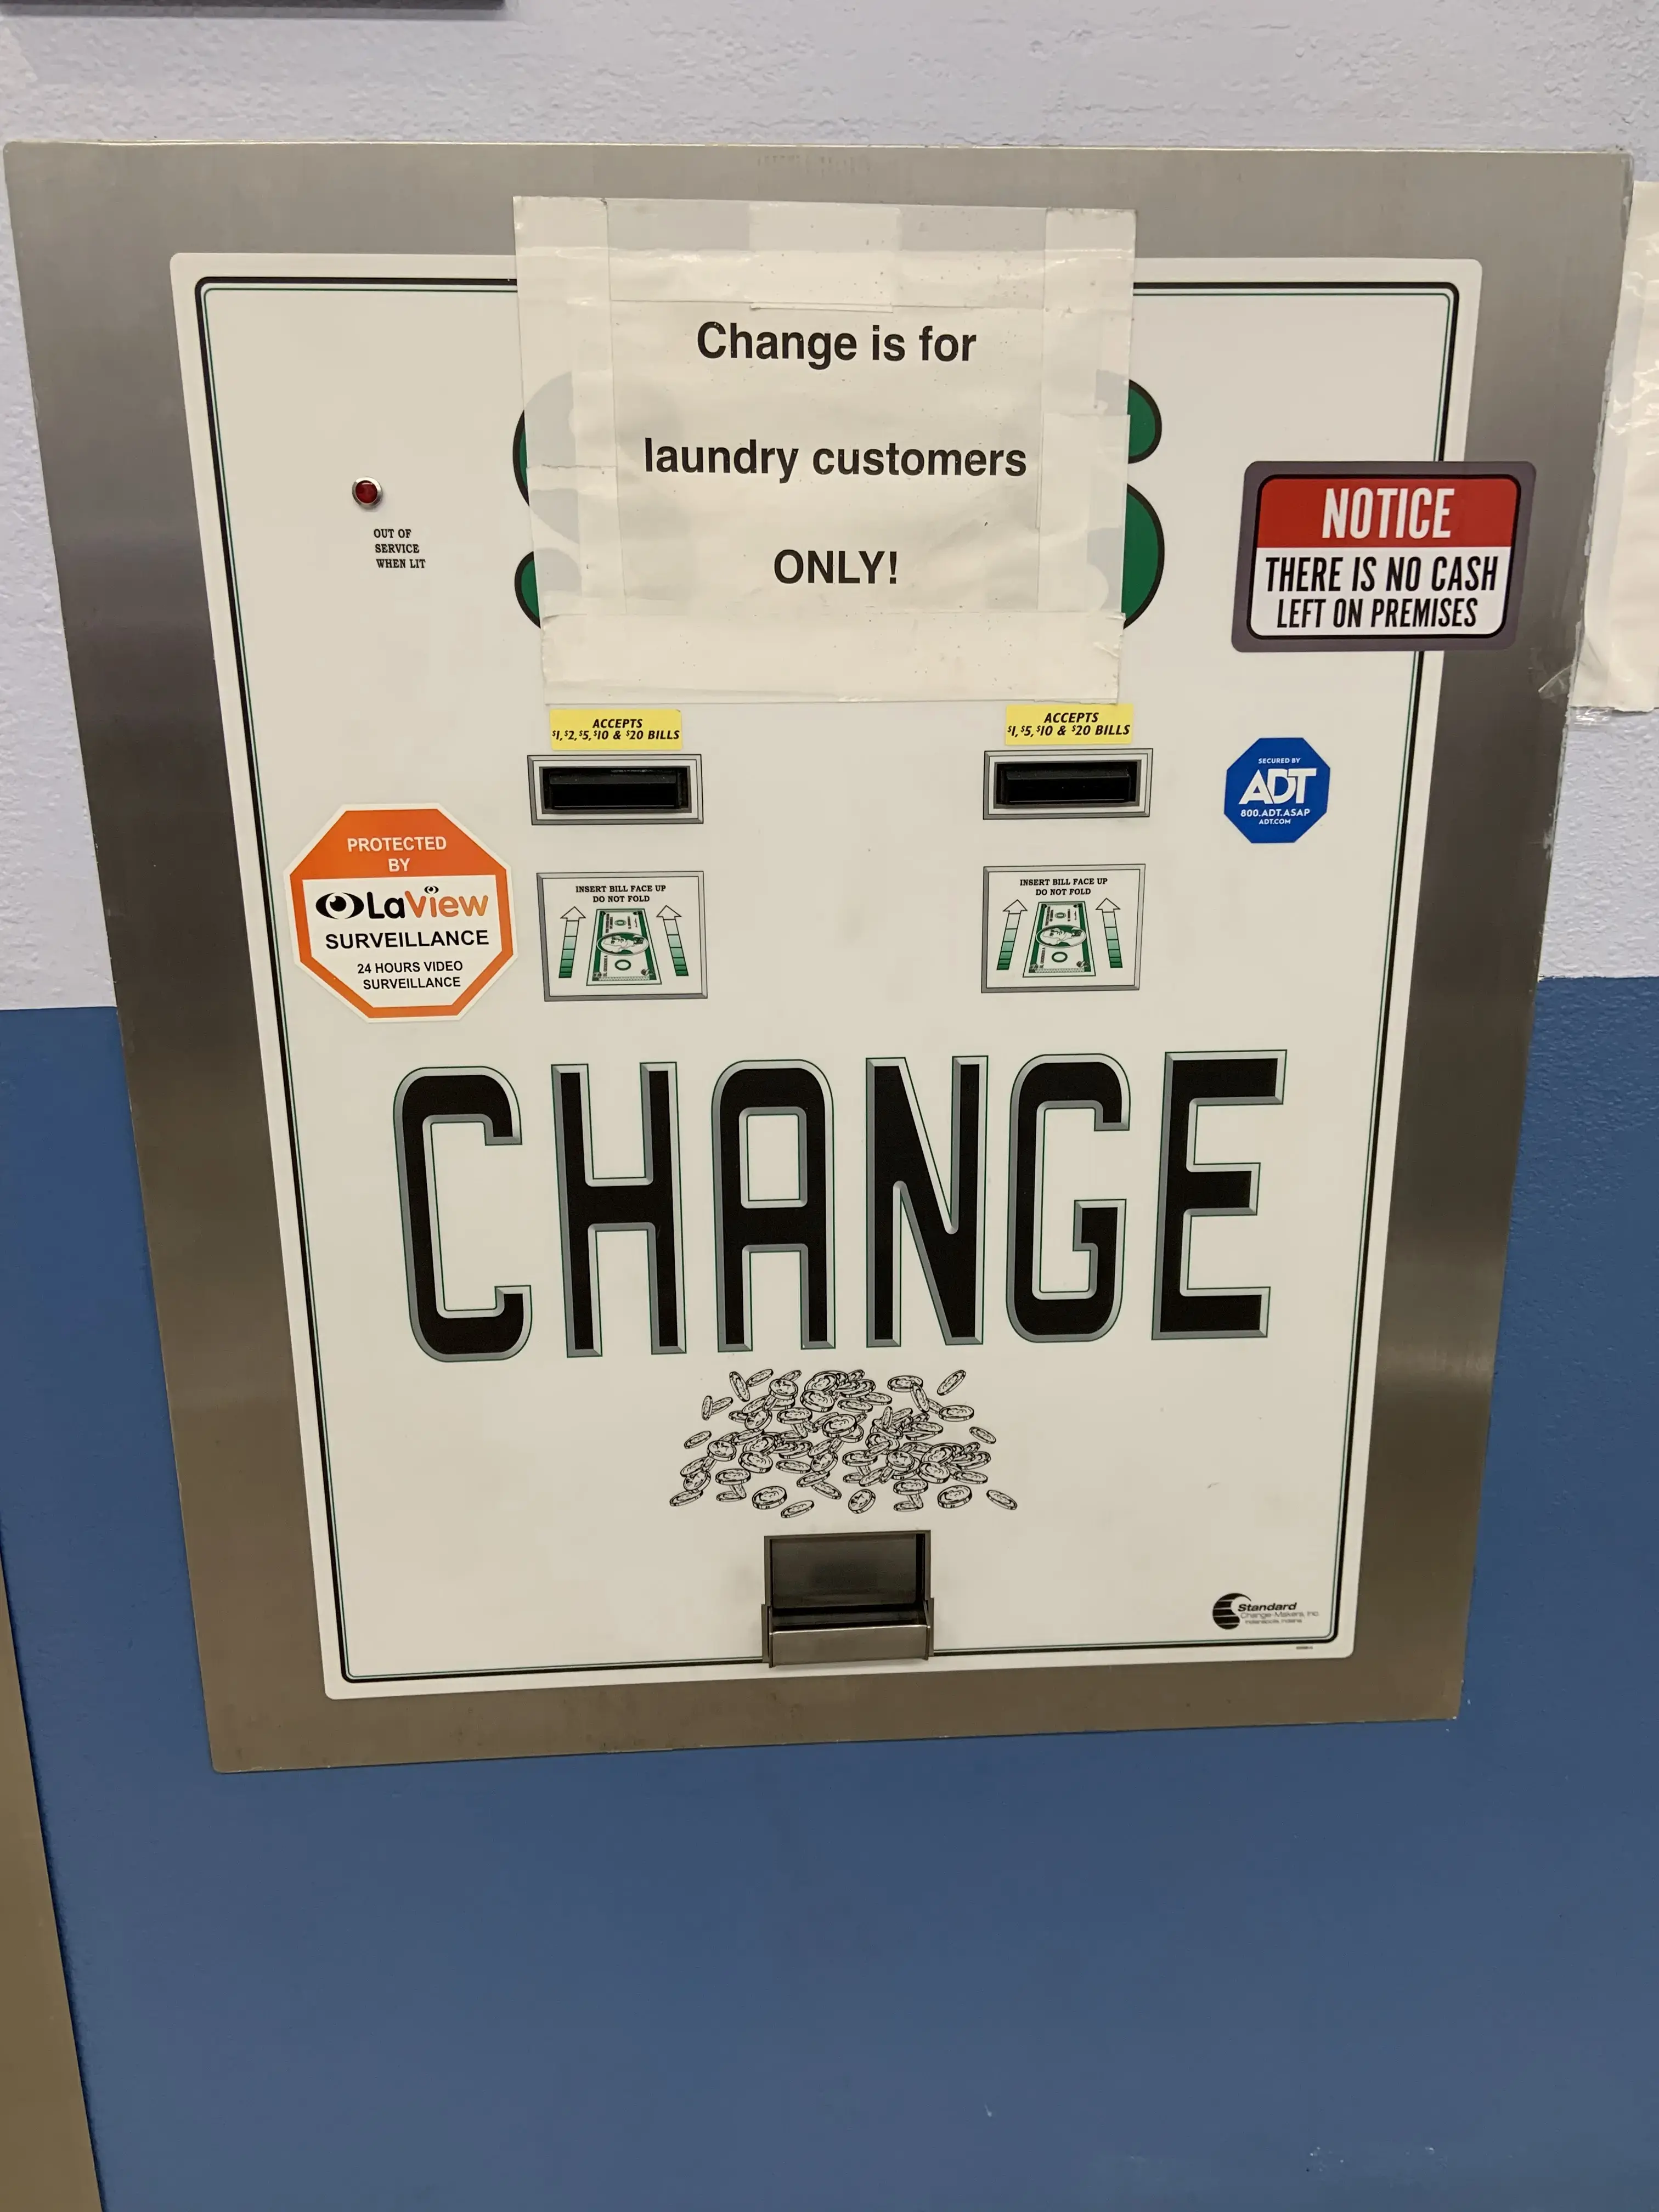 Change is for
laundry customers
ONLY!
OUT OF
SERVICE
WHEN LIT
NOTICE
THERE IS NO CASH
LEFT ON PREMISES
ACCEPTS
$1, $2, $5, $10 & $20 BILLS
ACCEPTS
$1, $5, $10 & $20 BILLS
SECURED BY
ADT
800.ADT.ASAP
ADT.COM
PROTECTED
BY
LaView
SURVEILLANCE
24 HOURS VIDEO
SURVEILLANCE
INSERT BILL FACE UP
DO NOT FOLD
INSERT BILL FACE UP
DO NOT FOLD
CHANGE
Standard
Change-Makers, Inc
Indianapolis, Indiana